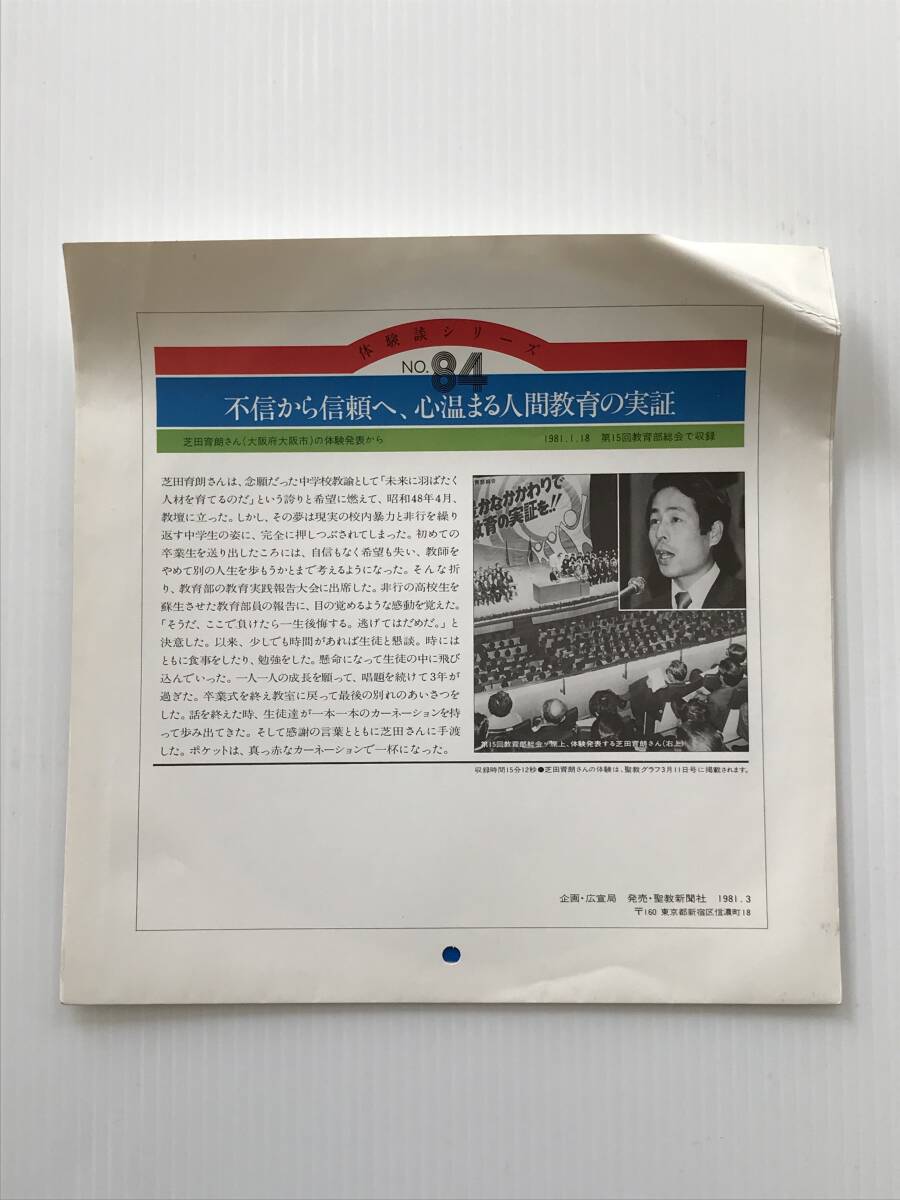 体験談シリーズ
NO.84
不信から信頼へ、心温まる人間教育の実証
芝田育朗さん(大阪府大阪市)の体験発表から
1981.1.18 第15回教育部総会で収録
芝田育朗さんは、念願だった中学校教諭として「未来に羽ばたく
人材を育てるのだ」という誇りと希望に燃えて、昭和48年4月、
教壇に立った。しかし、その夢は現実の校内暴力と非行を繰り
返す中学生の姿に、完全に押しつぶされてしまった。初めての
卒業生を送り出したころには、自信もなく希望も失い、教師を
やめて別の人生を歩もうかとまで考えるようになった。そんな折
り、教育部の教育実践報告大会に出席した。非行の高校生を
蘇生させた教育部員の報告に、目の覚めるような感動を覚えた。
「そうだ、ここで負けたら一生後悔する。逃げてはだめだ。」と
決意した。以来、少しでも時間があれば生徒と懇談。時には
ともに食事をしたり、勉強をした。懸命になって生徒の中に飛び
込んでいった。一人一人の成長を願って、唱題を続けて3年が
過ぎた。卒業式を終え教室に戻って最後の別れのあいさつを
した。話を終えた時、生徒達が一本一本のカーネーションを持
って歩み出てきた。そして感謝の言葉とともに芝田さんに手渡
した。ポケットは、真っ赤なカーネーションで一杯になった。
育部総会
かなかかわりで
教育の実証を!!
第15回教育部総会の席上、体験発表する芝田育朗さん(右上)
収録時間15分12秒●芝田育朗さんの体験は、聖教グラフ3月11日号に掲載されます。
企画・広宣局 発売・聖教新聞社 1981.3
〒160 東京都新宿区信濃町18